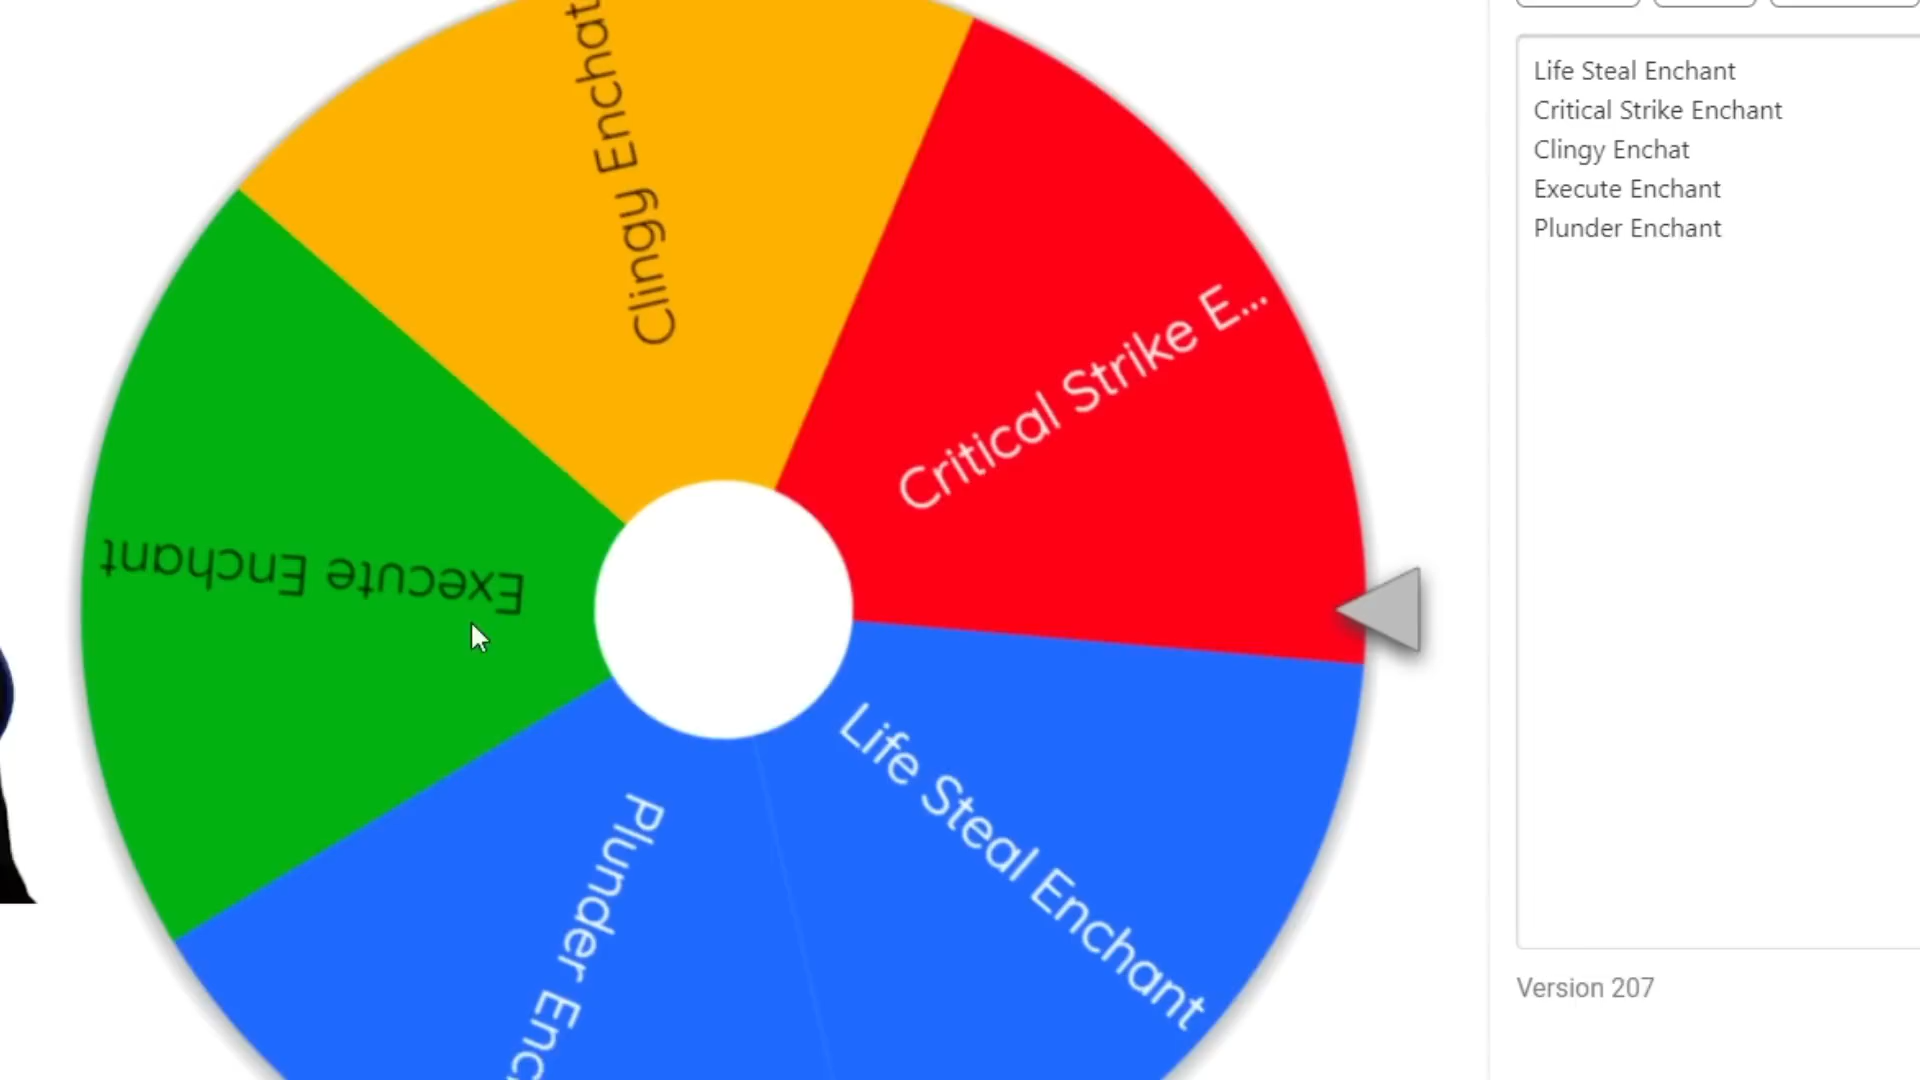 Clingy Enchat
Critical Strike E...
Execute Enchant
Life Steal Enchant
Plunder Enc
Life Steal Enchant
Critical Strike Enchant
Clingy Enchat
Execute Enchant
Plunder Enchant
Version 207